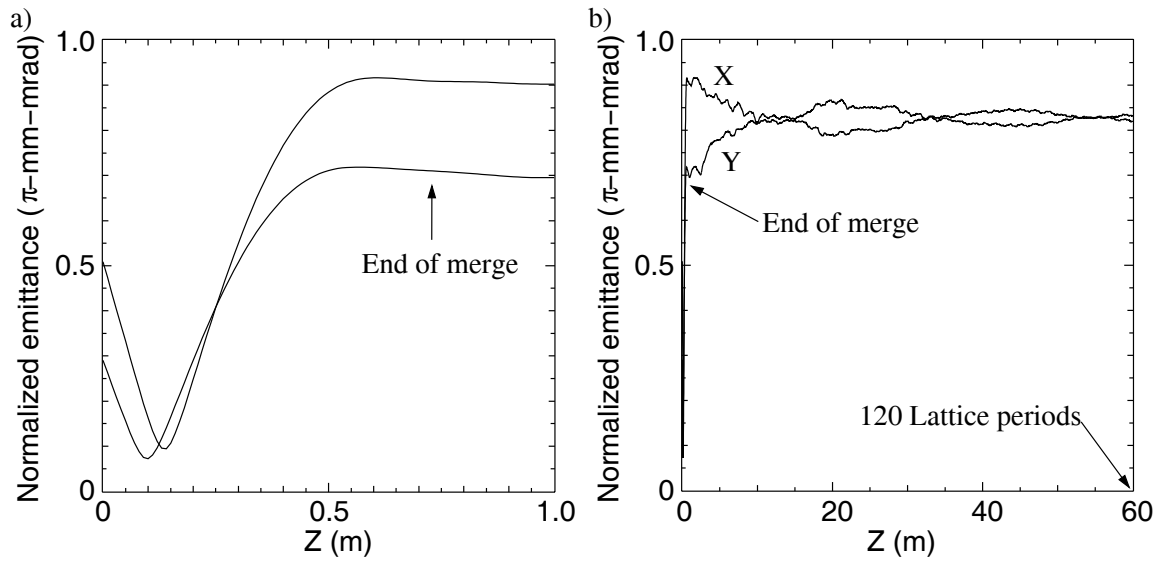 a)
Normalized emittance (π−mm−mrad)
1.0
0.5
0
End of merge
0
0.5
1.0
Z (m)
b)
Normalized emittance (π−mm−mrad)
1.0
0.5
0
X
Y
End of merge
120 Lattice periods
0
20
40
60
Z (m)